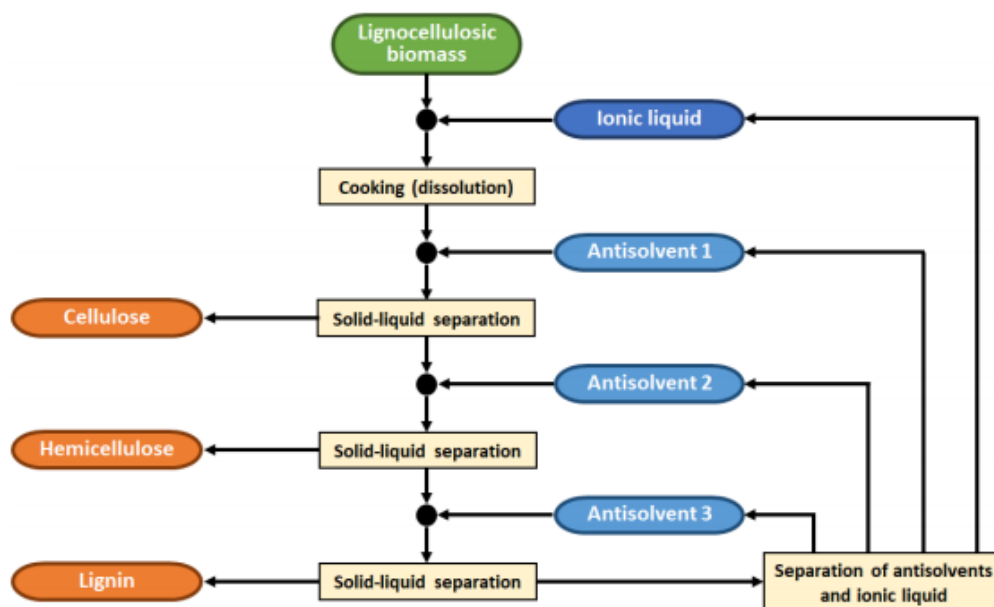 Lignocellulosic
biomass
Ionic liquid
Cooking (dissolution)
Antisolvent 1
Cellulose
Solid-liquid separation
Antisolvent 2
Hemicellulose
Solid-liquid separation
Antisolvent 3
Lignin
Solid-liquid separation
Separation of antisolvents
and ionic liquid